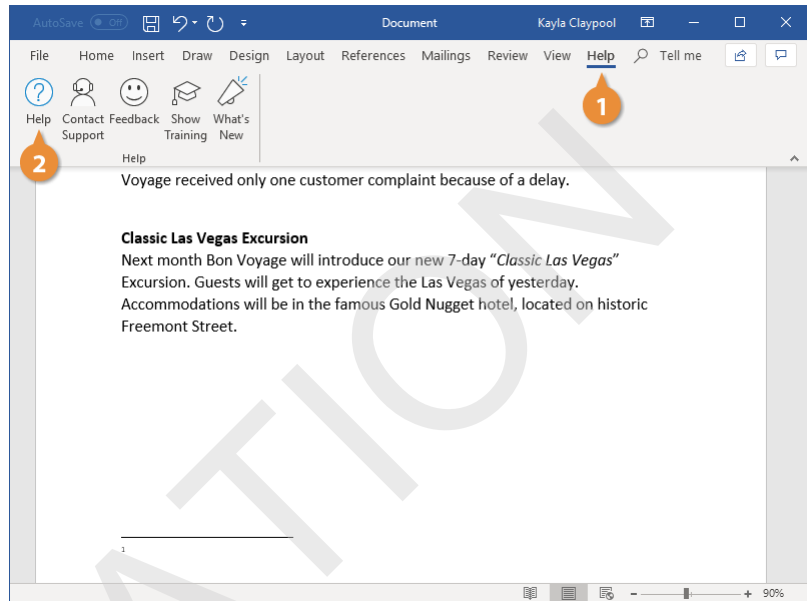 AutoSave Off Document Kayla Claypool
File Home Insert Draw Design Layout References Mailings Review View Help Tell me
1
Help Contact Support Feedback Show Training What's New
2
Help
Voyage received only one customer complaint because of a delay.
Classic Las Vegas Excursion
Next month Bon Voyage will introduce our new 7-day “Classic Las Vegas”
Excursion. Guests will get to experience the Las Vegas of yesterday.
Accommodations will be in the famous Gold Nugget hotel, located on historic
Freemont Street.
ATION
1
90%